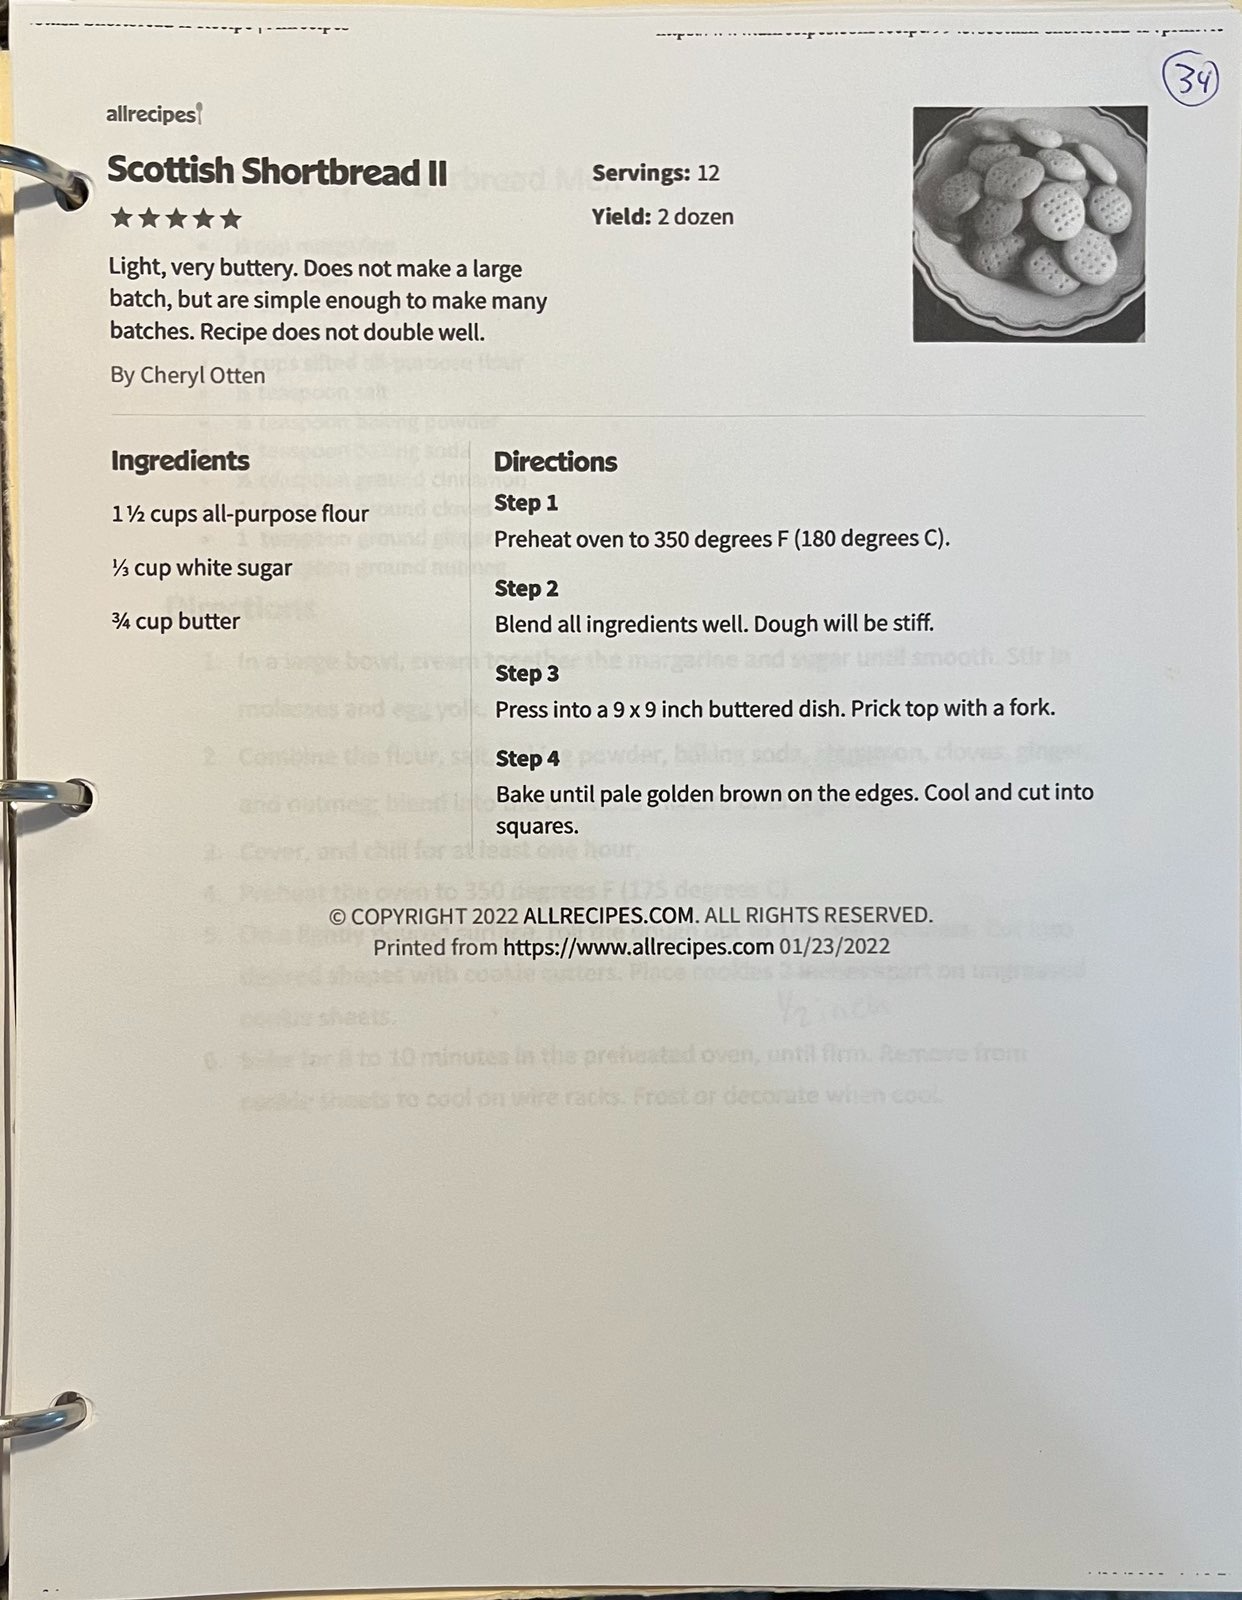 34
allrecipes
Scottish Shortbread II
Servings: 12
Yield: 2 dozen
★★★★★
Light, very buttery. Does not make a large
batch, but are simple enough to make many
batches. Recipe does not double well.
By Cheryl Otten
Ingredients
1 ½ cups all-purpose flour
⅓ cup white sugar
¾ cup butter
Directions
Step 1
Preheat oven to 350 degrees F (180 degrees C).
Step 2
Blend all ingredients well. Dough will be stiff.
Step 3
Press into a 9 x 9 inch buttered dish. Prick top with a fork.
Step 4
Bake until pale golden brown on the edges. Cool and cut into
squares.
© COPYRIGHT 2022 ALLRECIPES.COM. ALL RIGHTS RESERVED.
Printed from https://www.allrecipes.com 01/23/2022